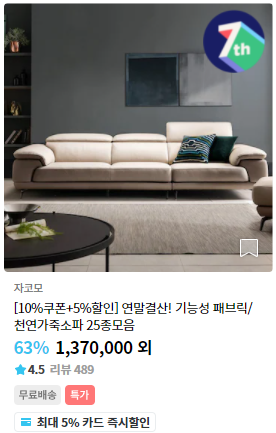 7th
자코모
[10%쿠폰+5%할인] 연말결산! 기능성 패브릭/
천연가죽소파 25종모음
63% 1,370,000 외
4.5 리뷰 489
무료배송 특가
최대 5% 카드 즉시할인